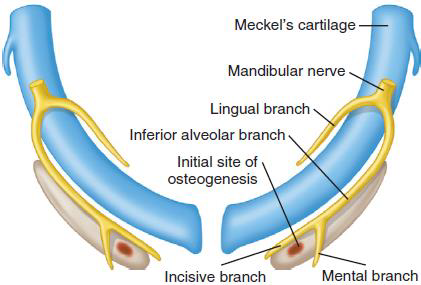 Meckel's cartilage
Mandibular nerve
Lingual branch
Inferior alveolar branch
Initial site of
osteogenesis
Incisive branch
Mental branch